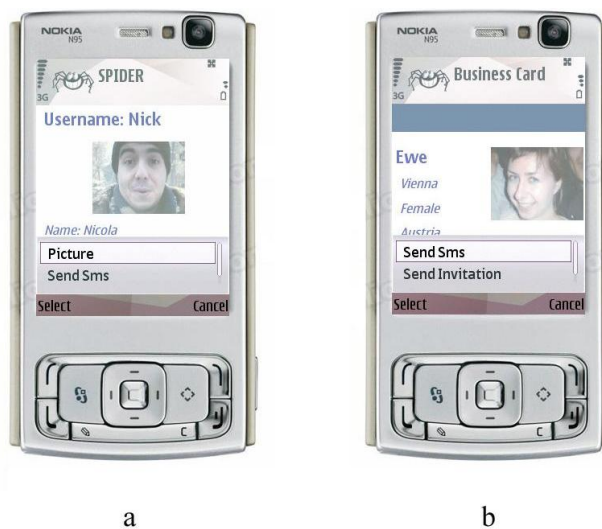 NOKIA
N95
SPIDER
3G
Username: Nick
Name: Nicola
Picture
Send Sms
Select Cancel
C
a
NOKIA
N95
Business Card
3G
Ewe
Vienna
Female
Austria
Send Sms
Send Invitation
Select Cancel
C
b